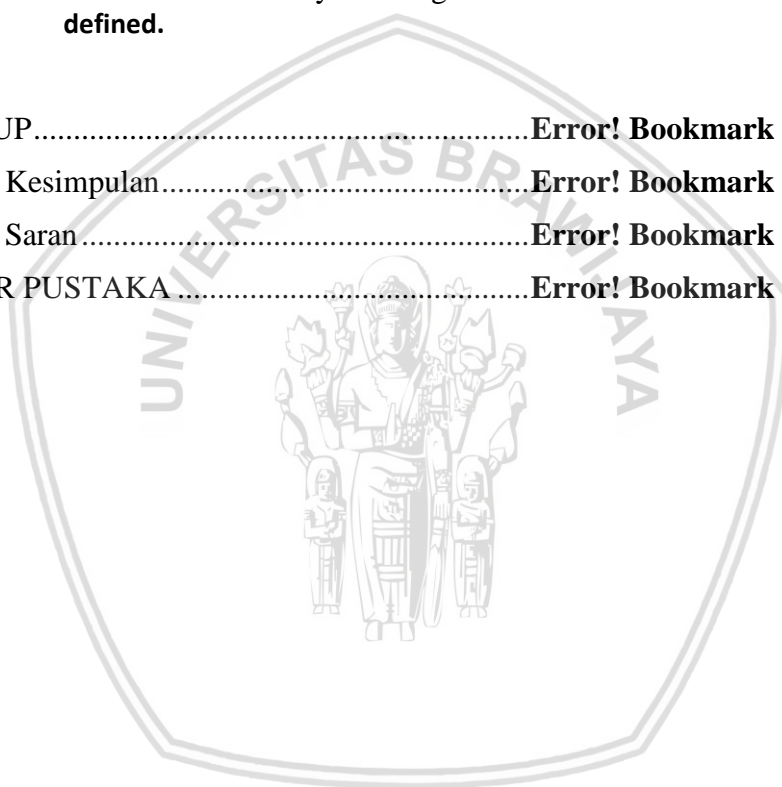 defined.
UP..............................................................Error! Bookmark
Kesimpulan..............................................Error! Bookmark
Saran........................................................Error! Bookmark
R PUSTAKA ............................................Error! Bookmark
UNIVERSITAS BRAWIJAYA